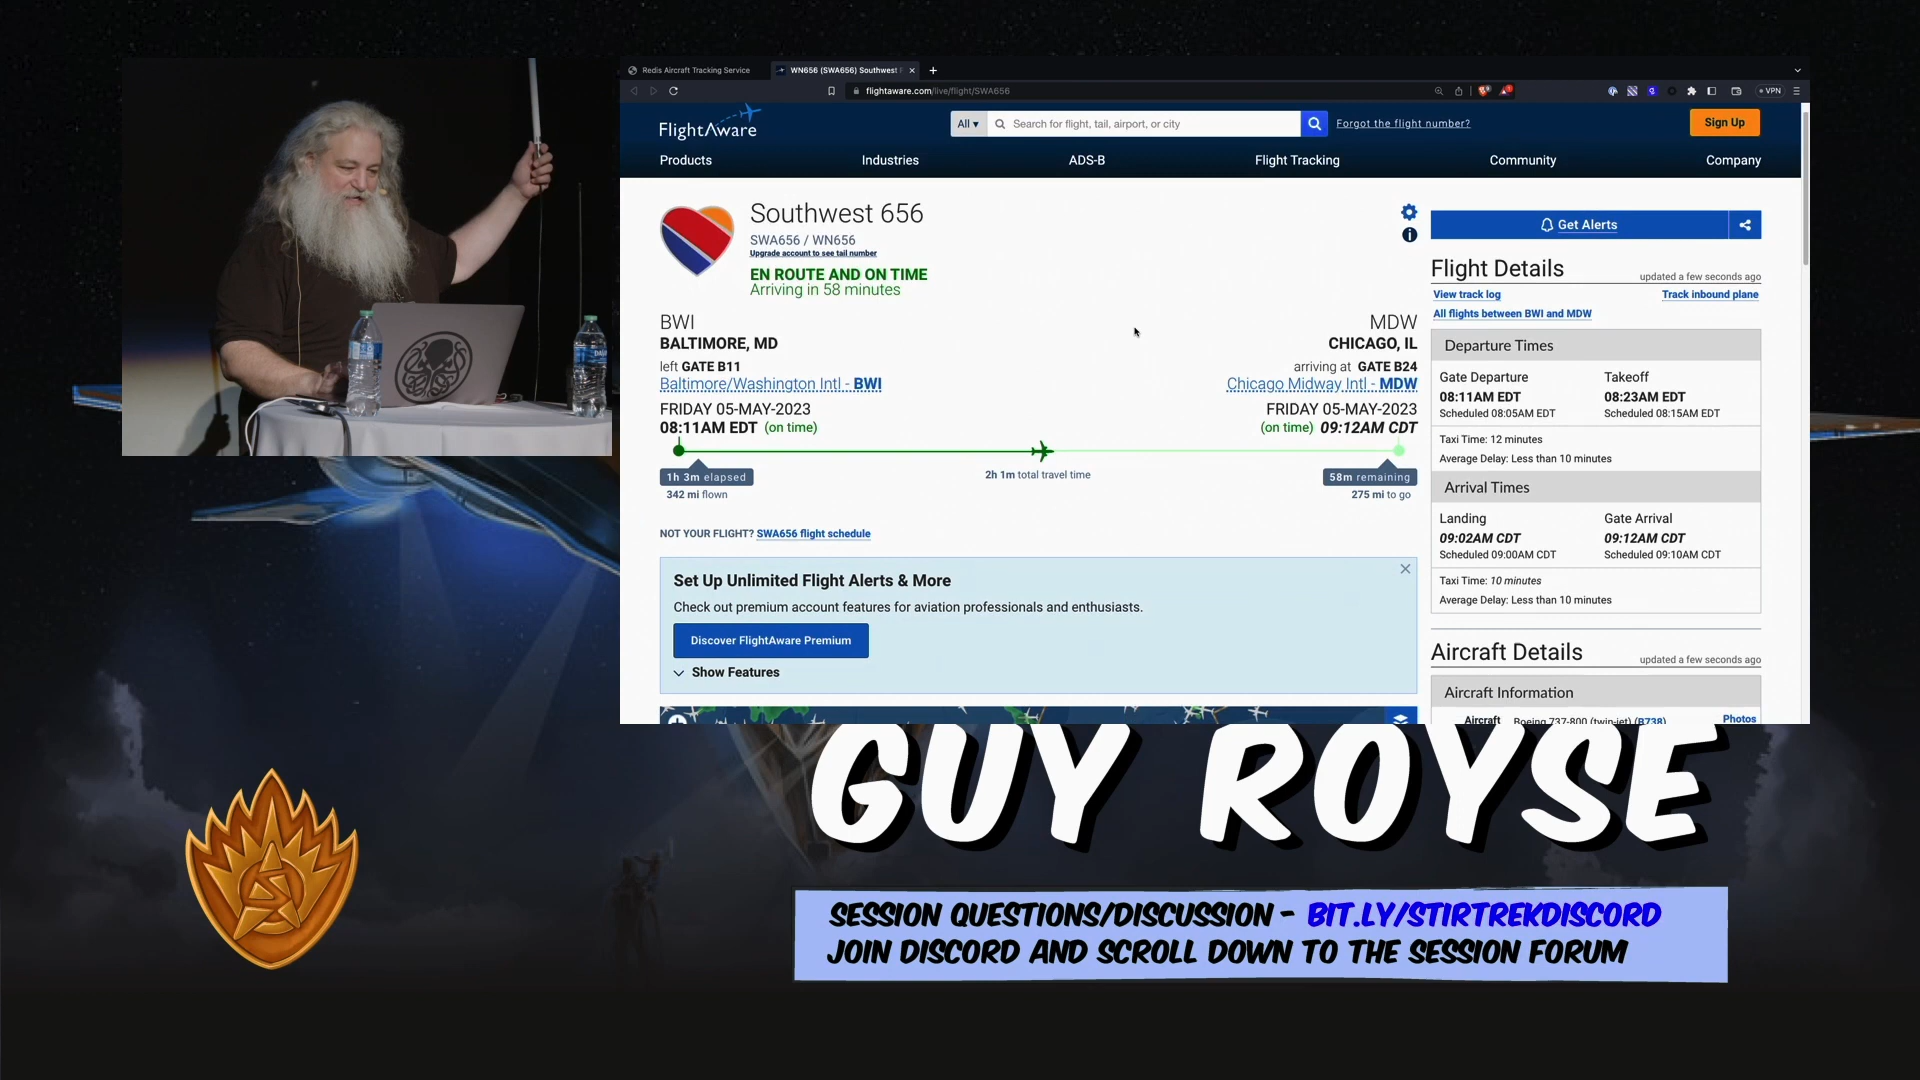 Redis Aircraft Tracking Service
WN656 (SWA656) Southwest F
flightaware.com/live/flight/SWA656
VPN
FlightAware
All ▾
Search for flight, tail, airport, or city
Forgot the flight number?
Sign Up
Products
Industries
ADS-B
Flight Tracking
Community
Company
Southwest 656
SWA656 / WN656
Upgrade account to see tail number
EN ROUTE AND ON TIME
Arriving in 58 minutes
BWI
BALTIMORE, MD
left GATE B11
Baltimore/Washington Intl - BWI
FRIDAY 05-MAY-2023
08:11AM EDT (on time)
MDW
CHICAGO, IL
arriving at GATE B24
Chicago Midway Intl - MDW
FRIDAY 05-MAY-2023
(on time) 09:12AM CDT
1h 3m elapsed
342 mi flown
2h 1m total travel time
58m remaining
275 mi to go
NOT YOUR FLIGHT? SWA656 flight schedule
Set Up Unlimited Flight Alerts & More
Check out premium account features for aviation professionals and enthusiasts.
Discover FlightAware Premium
Show Features
Get Alerts
Flight Details
updated a few seconds ago
View track log
Track inbound plane
All flights between BWI and MDW
Departure Times
Gate Departure
08:11AM EDT
Scheduled 08:05AM EDT
Takeoff
08:23AM EDT
Scheduled 08:15AM EDT
Taxi Time: 12 minutes
Average Delay: Less than 10 minutes
Arrival Times
Landing
09:02AM CDT
Scheduled 09:00AM CDT
Gate Arrival
09:12AM CDT
Scheduled 09:10AM CDT
Taxi Time: 10 minutes
Average Delay: Less than 10 minutes
Aircraft Details
updated a few seconds ago
Aircraft Information
Aircraft
Boeing 737-800 (twin-jet) (B738)
Photos
GUY ROYSE
SESSION QUESTIONS/DISCUSSION - BIT.LY/STIRTREKDISCORD
JOIN DISCORD AND SCROLL DOWN TO THE SESSION FORUM